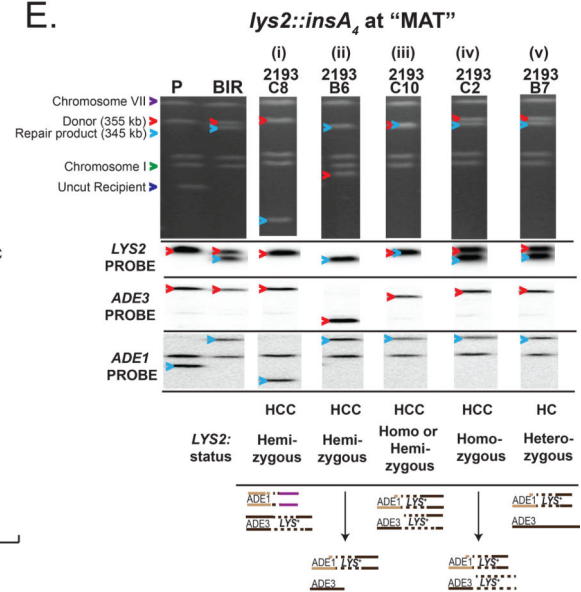 E.
lys2::insA4 at “MAT”
(i) (ii) (iii) (iv) (v)
2193 2193 2193 2193 2193
P BIR C8 B6 C10 C2 B7
Chromosome VII
Donor (355 kb)
Repair product (345 kb)
Chromosome I
Uncut Recipient
c
LYS2
PROBE
ADE3
PROBE
ADE1
PROBE
HCC HCC HCC HCC HC
LYS2: Hemi- Hemi- Homo or Homo- Hetero-
status zygous zygous Hemi- zygous zygous
zygous
ADE1 ADE1 LYS+ ADE1 LYS+
ADE3 LYS+ ADE3 LYS+ ADE3
ADE1 LYS+ ADE1 LYS+
ADE3 ADE3 LYS+